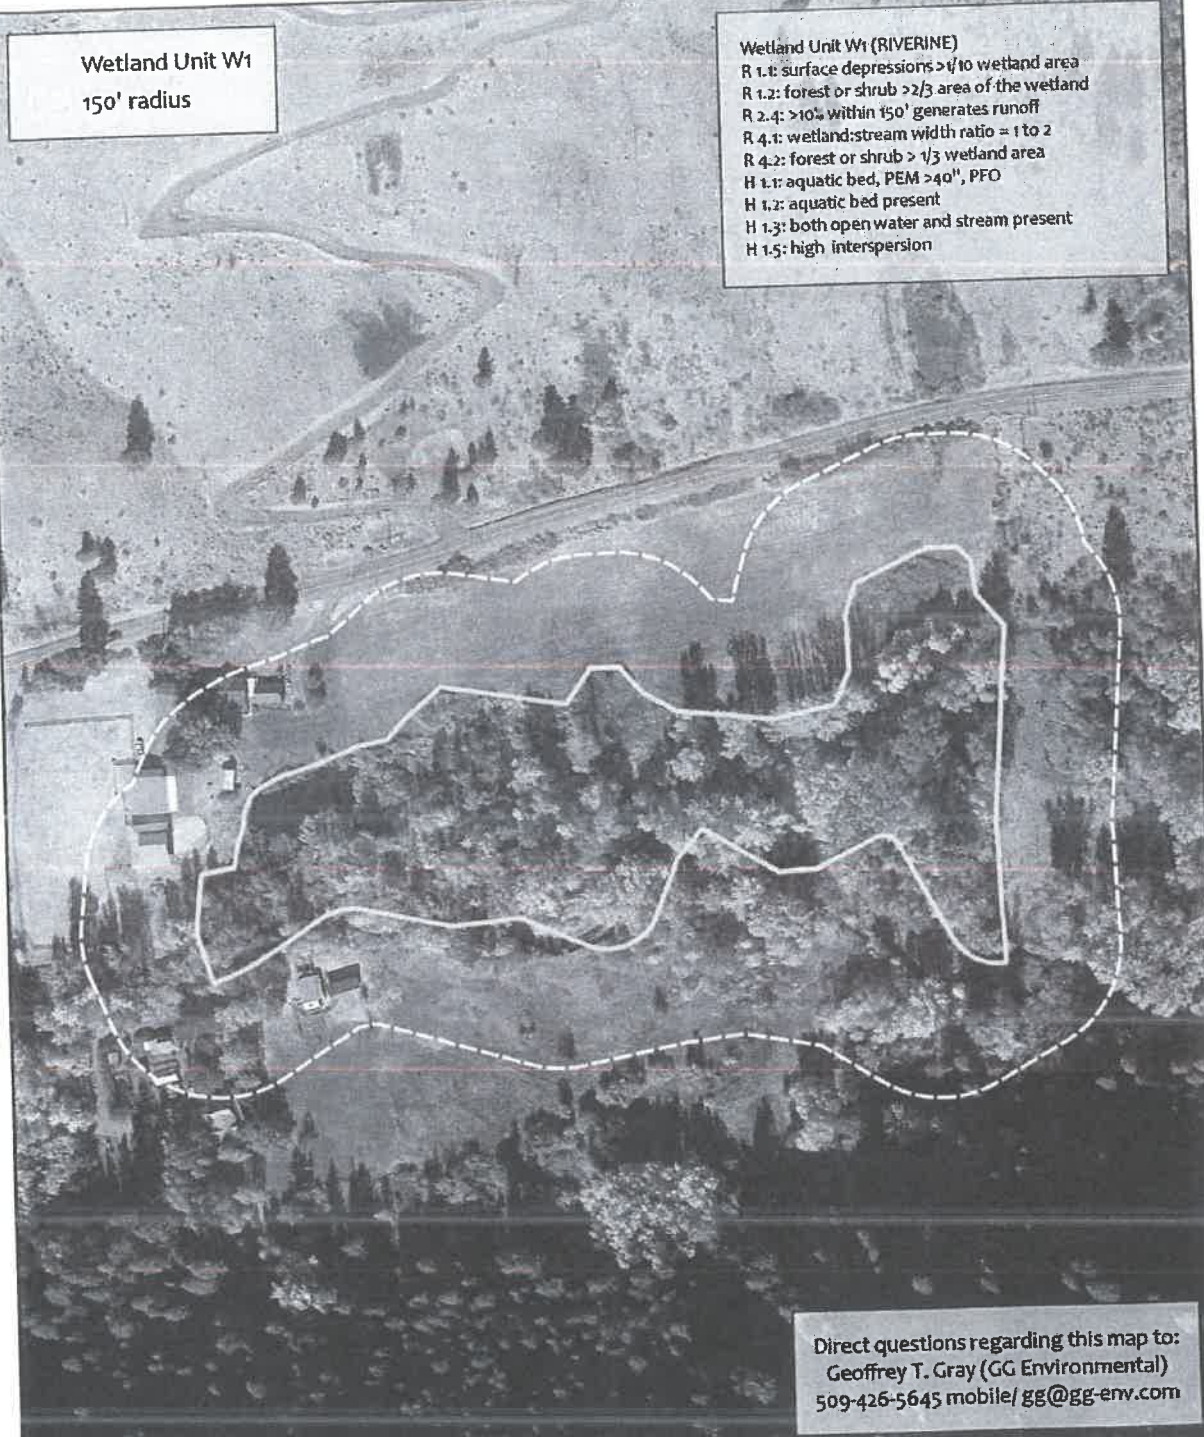 Wetland Unit W1
150' radius
Wetland Unit W1 (RIVERINE)
R 1.1: surface depressions >1/10 wetland area
R 1.2: forest or shrub >2/3 area of the wetland
R 2.4: >10% within 150' generates runoff
R 4.1: wetland:stream width ratio = 1 to 2
R 4.2: forest or shrub > 1/3 wetland area
H 1.1: aquatic bed, PEM >40", PFO
H 1.2: aquatic bed present
H 1.3: both open water and stream present
H 1.5: high interspersion
Direct questions regarding this map to:
Geoffrey T. Gray (GG Environmental)
509-426-5645 mobile/ gg@gg-env.com